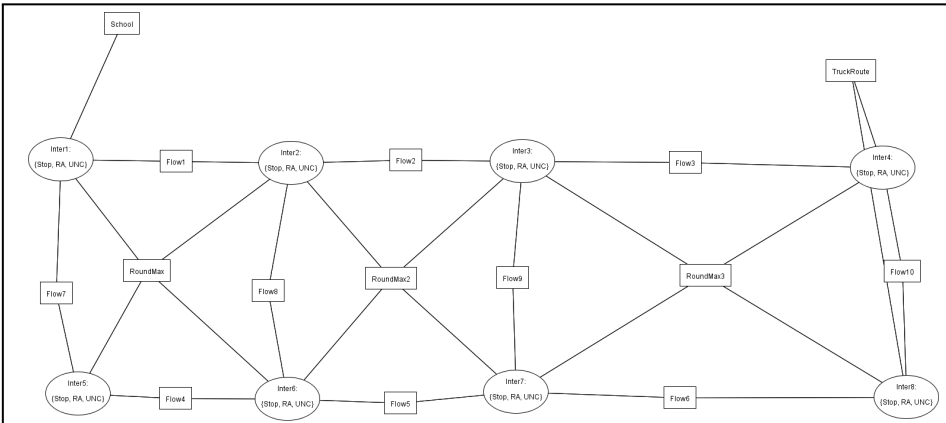 School
TruckRoute
Inter1:
{Stop, RA, UNC}
Flow1
Inter2:
{Stop, RA, UNC}
Flow2
Inter3:
{Stop, RA, UNC}
Flow3
Inter4:
{Stop, RA, UNC}
Flow7
RoundMax
Flow8
RoundMax2
Flow9
RoundMax3
Flow10
Inter5:
{Stop, RA, UNC}
Flow4
Inter6:
{Stop, RA, UNC}
Flow5
Inter7:
{Stop, RA, UNC}
Flow6
Inter8:
{Stop, RA, UNC}